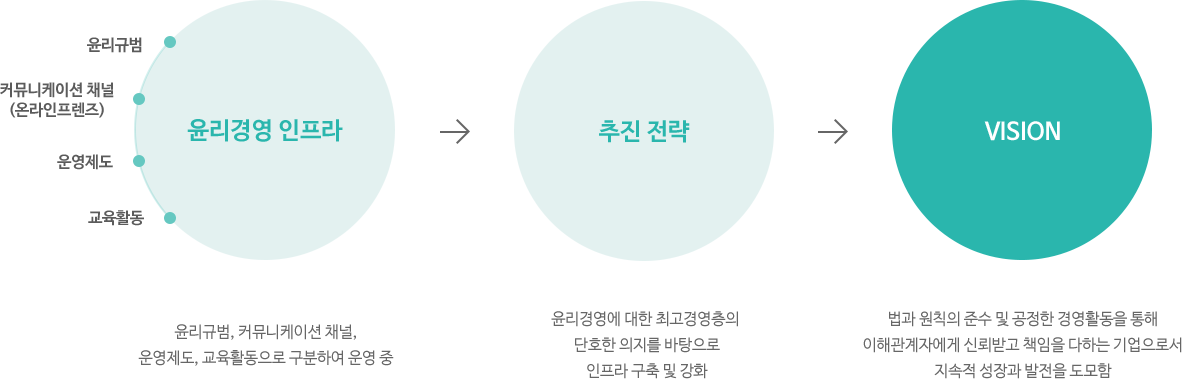 윤리규범
커뮤니케이션 채널
(온라인프렌즈)
운영제도
교육활동
윤리경영 인프라
추진 전략
VISION
윤리규범, 커뮤니케이션 채널,
운영제도, 교육활동으로 구분하여 운영 중
윤리경영에 대한 최고경영층의
단호한 의지를 바탕으로
인프라 구축 및 강화
법과 원칙의 준수 및 공정한 경영활동을 통해
이해관계자에게 신뢰받고 책임을 다하는 기업으로서
지속적 성장과 발전을 도모함